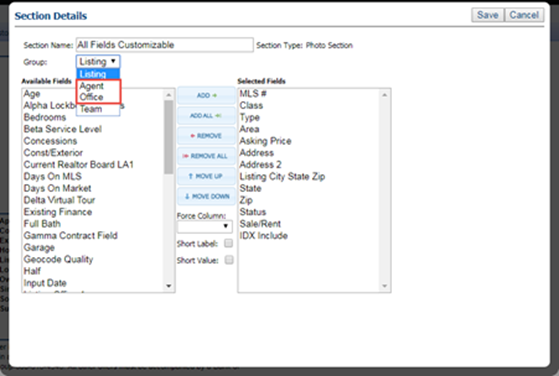 Section Details
Save
Cancel
Section Name: All Fields Customizable Section Type: Photo Section
Group: Listing
Listing
Agent
Office
Team
Available Fields
Age
Alpha Lockb
Bedrooms
Beta Service Level
Concessions
Const/Exterior
Current Realtor Board LA1
Days On MLS
Days On Market
Delta Virtual Tour
Existing Finance
Full Bath
Gamma Contract Field
Garage
Geocode Quality
Half
Input Date
ADD
ADD ALL
REMOVE
REMOVE ALL
MOVE UP
MOVE DOWN
Force Column:
Short Label:
Short Value:
Selected Fields
MLS #
Class
Type
Area
Asking Price
Address
Address 2
Listing City State Zip
State
Zip
Status
Sale/Rent
IDX Include